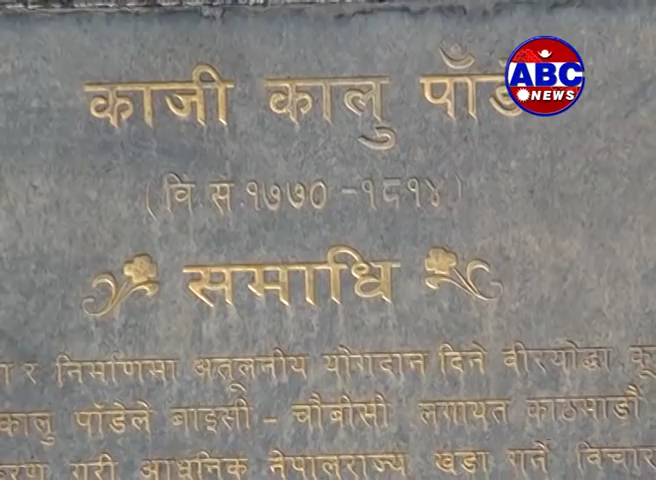 काजी कालु पाँडे
ABC
NEWS
(वि सं. १७७० - १८१४)
समाधि
निर्माणमा अतूलनीय योगदान दिने वीरयोद्धा
कालु पाँडेले बाइसी - चौबीसी लगायत काठमाडौं
गरी आधुनिक नेपालराज्य खडा गर्ने विचार